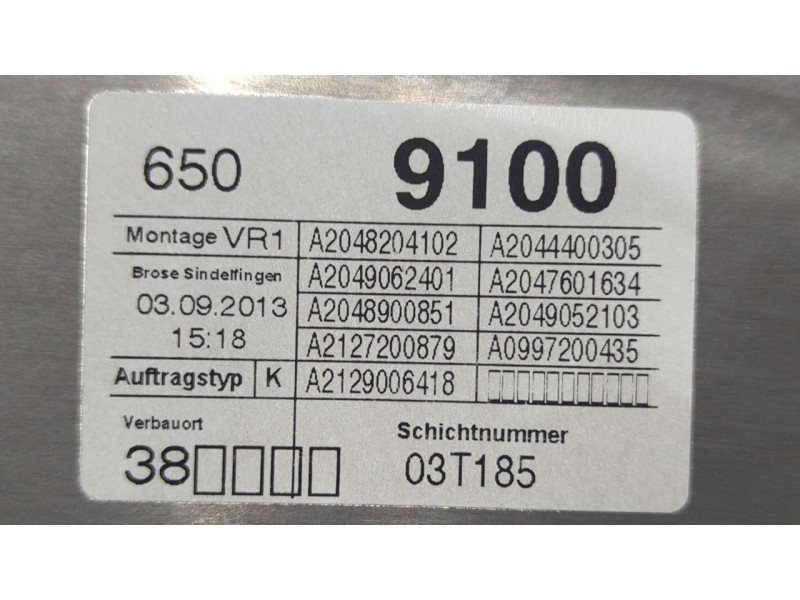 650 9100
Montage VR1 A2048204102 A2044400305
Brose Sindelfingen A2049062401 A2047601634
03.09.2013 A2048900851 A2049052103
15:18 A2127200879 A0997200435
Auftragstyp K A2129006418 ▯▯▯▯▯▯▯▯▯▯▯
Verbauort Schichtnummer
38▯▯▯▯ 03T185